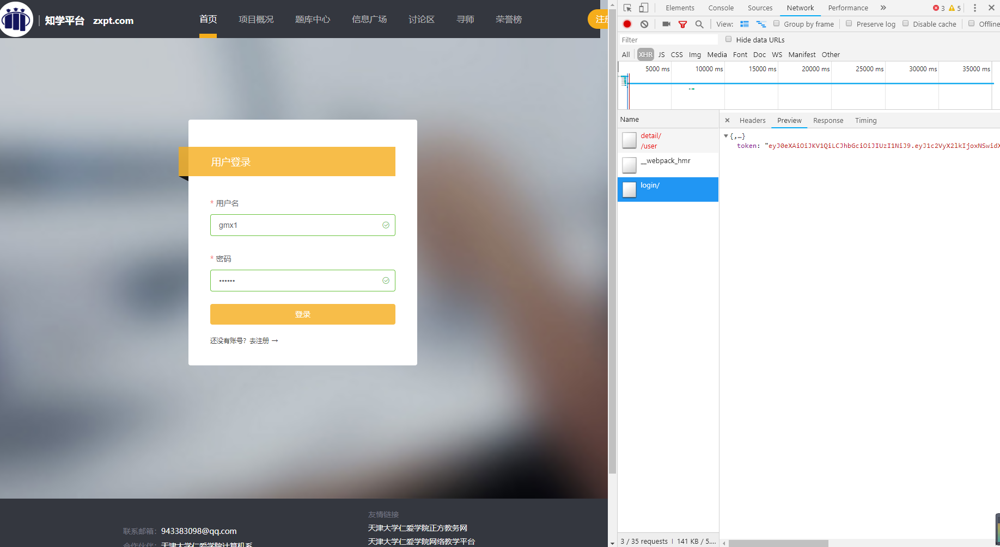 知学平台 zxpt.com
首页 项目概况 题库中心 信息广场 讨论区 寻师 荣誉榜
用户登录
* 用户名
gmx1
* 密码
••••••
登录
还没有账号? 去注册 →
友情链接
联系邮箱: 943383098@qq.com
天津大学仁爱学院正方教务网
合作伙伴: 天津大学仁爱学院计算机系
天津大学仁爱学院网络教学平台
Elements Console Sources Network Performance » 3 5
View: Group by frame Preserve log Disable cache Offline
Filter Hide data URLs
All XHR JS CSS Img Media Font Doc WS Manifest Other
5000 ms 10000 ms 15000 ms 20000 ms 25000 ms 30000 ms 35000 ms
Name
detail/
/user
__webpack_hmr
login/
× Headers Preview Response Timing
{,…}
token: "eyJ0eXAiOiJKV1QiLCJhbGciOiJIUzI1NiJ9.eyJ1c2VyX2lkIjoxNSwidX
3 / 35 requests | 141 KB / 5....